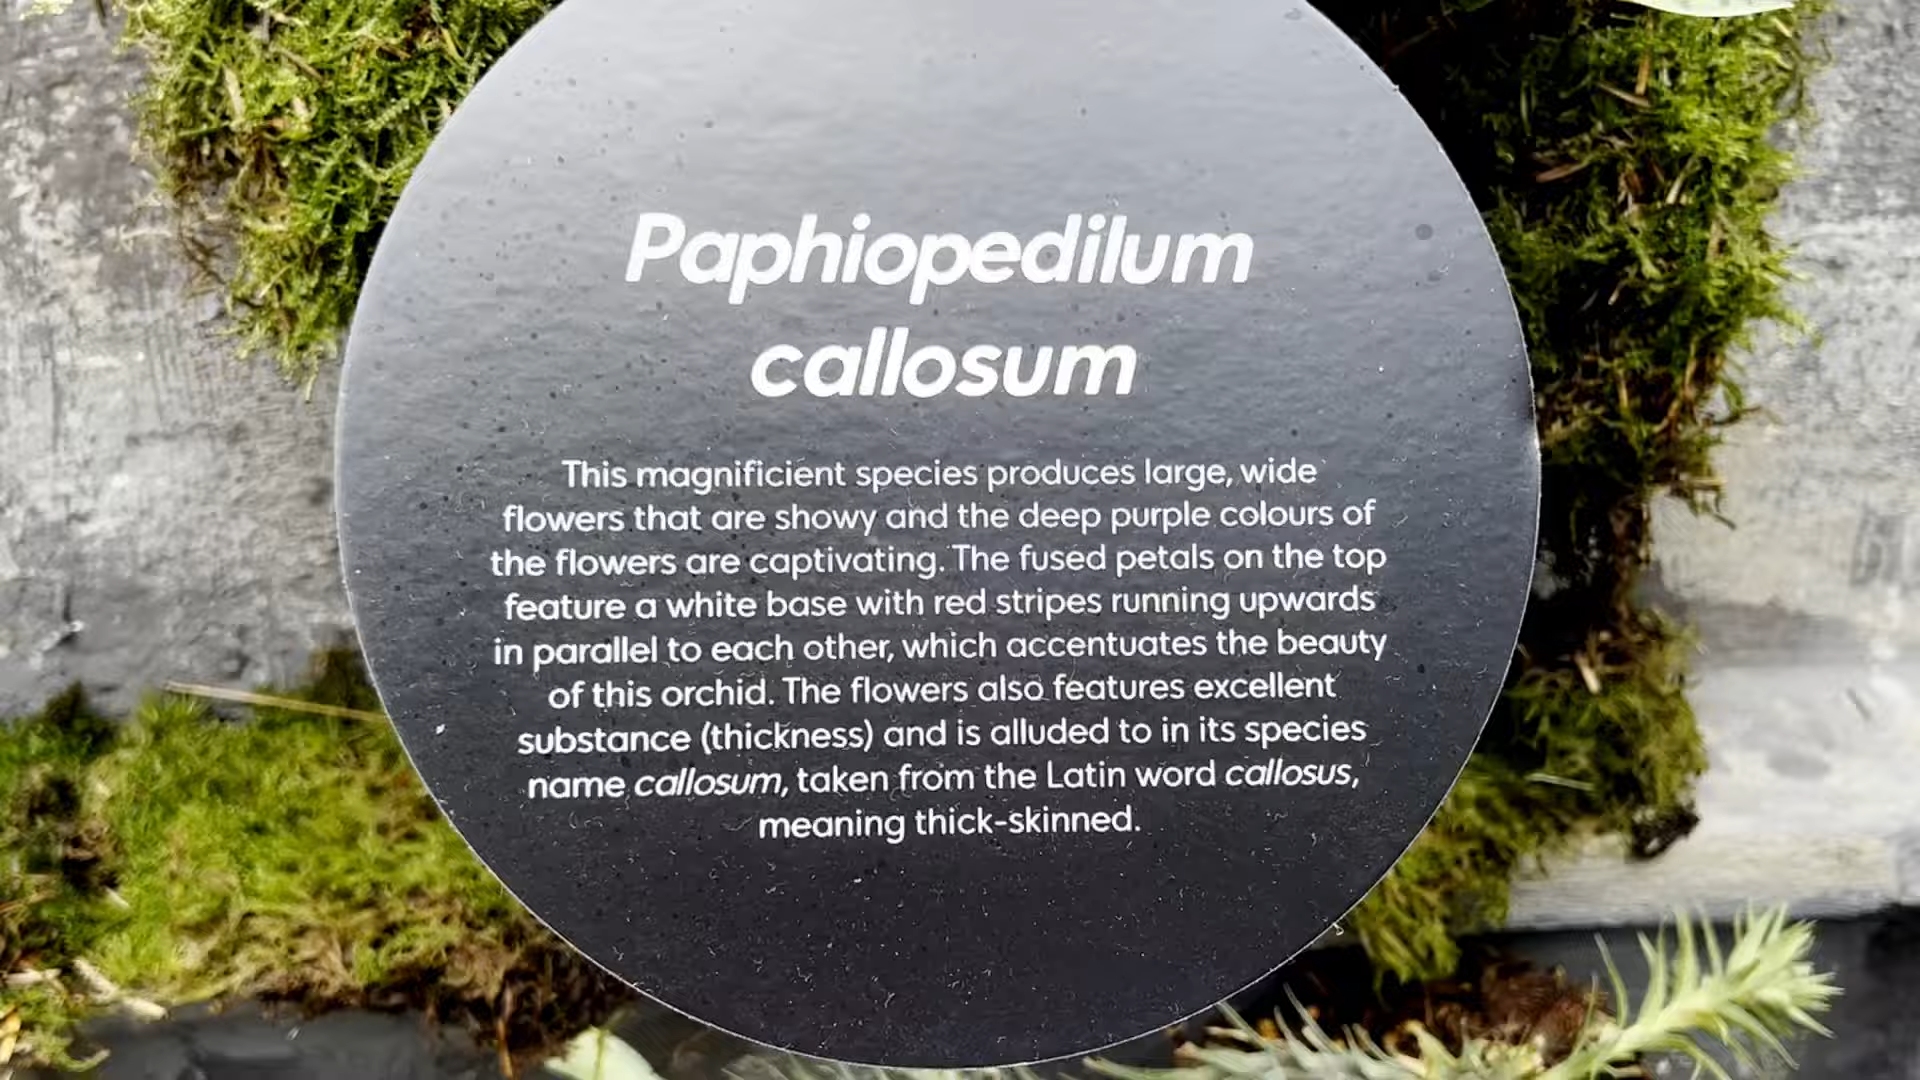 Paphiopedilum
callosum
This magnificient species produces large, wide
flowers that are showy and the deep purple colours of
the flowers are captivating. The fused petals on the top
feature a white base with red stripes running upwards
in parallel to each other, which accentuates the beauty
of this orchid. The flowers also features excellent
substance (thickness) and is alluded to in its species
name callosum, taken from the Latin word callosus,
meaning thick-skinned.